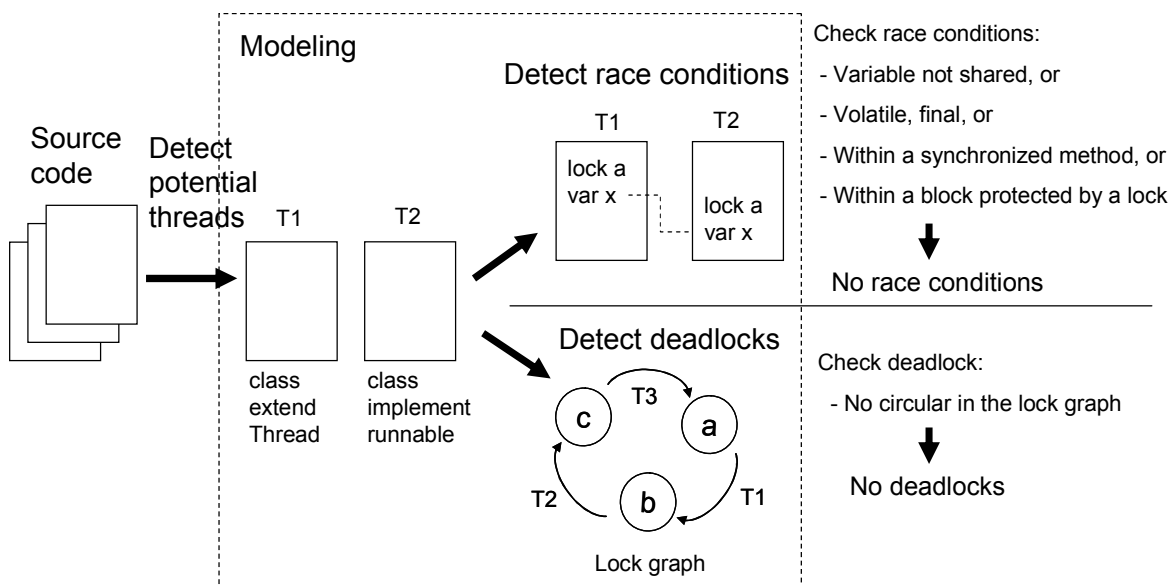 Source
code
Detect
potential
threads
Modeling
T1
class
extend
Thread
T2
class
implement
runnable
Detect race conditions
T1
lock a
var x
T2
lock a
var x
Detect deadlocks
c
T3
a
T1
b
T2
Lock graph
Check race conditions:
- Variable not shared, or
- Volatile, final, or
- Within a synchronized method, or
- Within a block protected by a lock
No race conditions
Check deadlock:
- No circular in the lock graph
No deadlocks